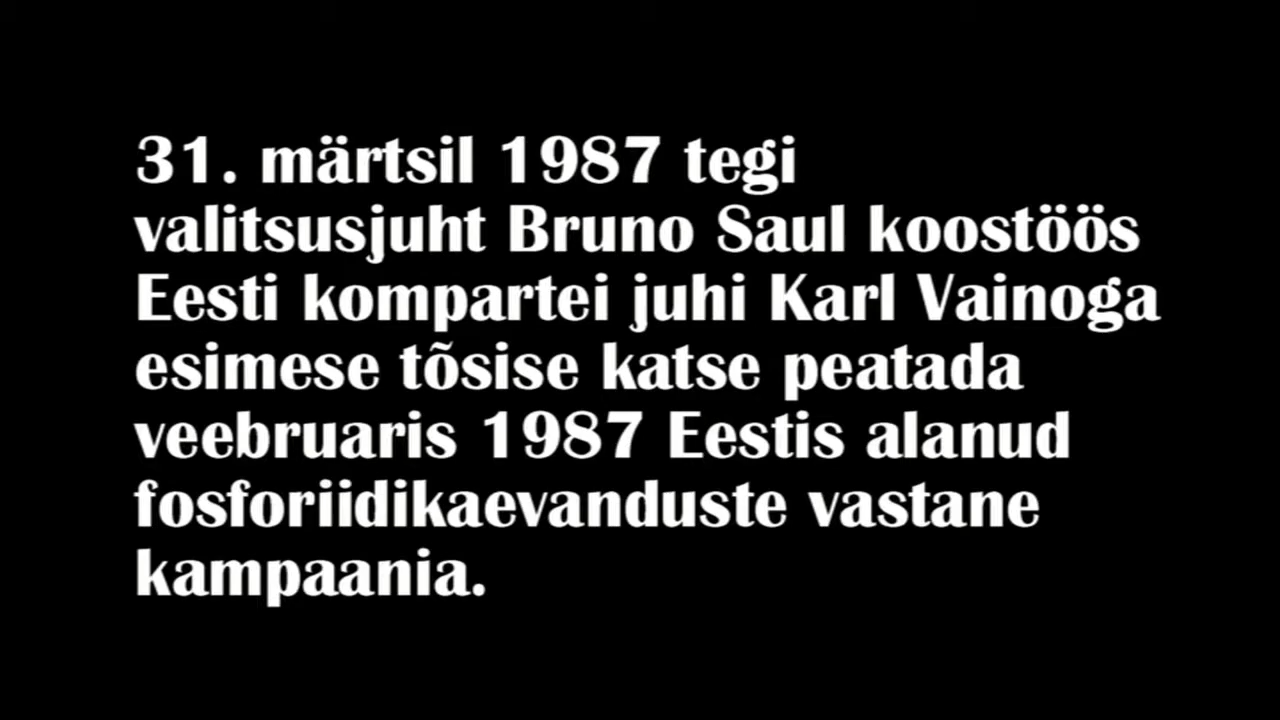 31. märtsil 1987 tegi
valitsusjuht Bruno Saul koostöös
Eesti kompartei juhi Karl Vainoga
esimese tõsise katse peatada
veebruaris 1987 Eestis alanud
fosforiidikaevanduste vastane
kampaania.